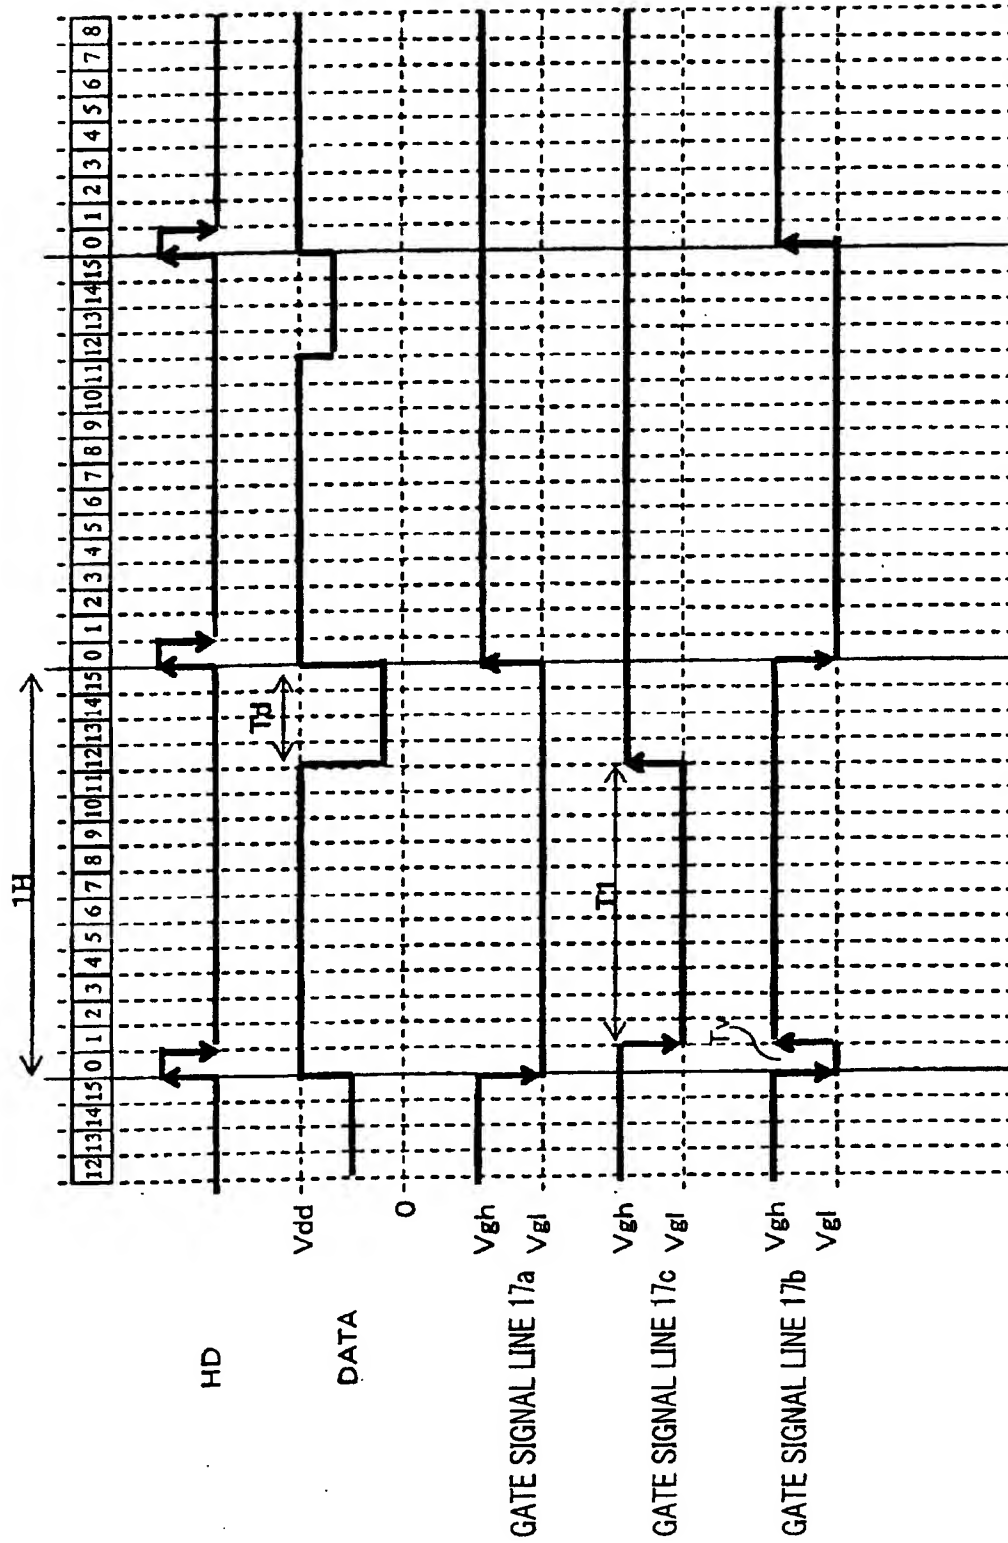 1H
12 13 14 15 0 1 2 3 4 5 6 7 8 9 10 11 12 13 14 15 0 1 2 3 4 5 6 7 8 9 10 11 12 13 14 15 0 1 2 3 4 5 6 7 8
HD
Td
Vdd
DATA
0
Vgh
GATE SIGNAL LINE 17a
Vgl
T1
Vgh
GATE SIGNAL LINE 17c
Vgl
Tv
Vgh
GATE SIGNAL LINE 17b
Vgl